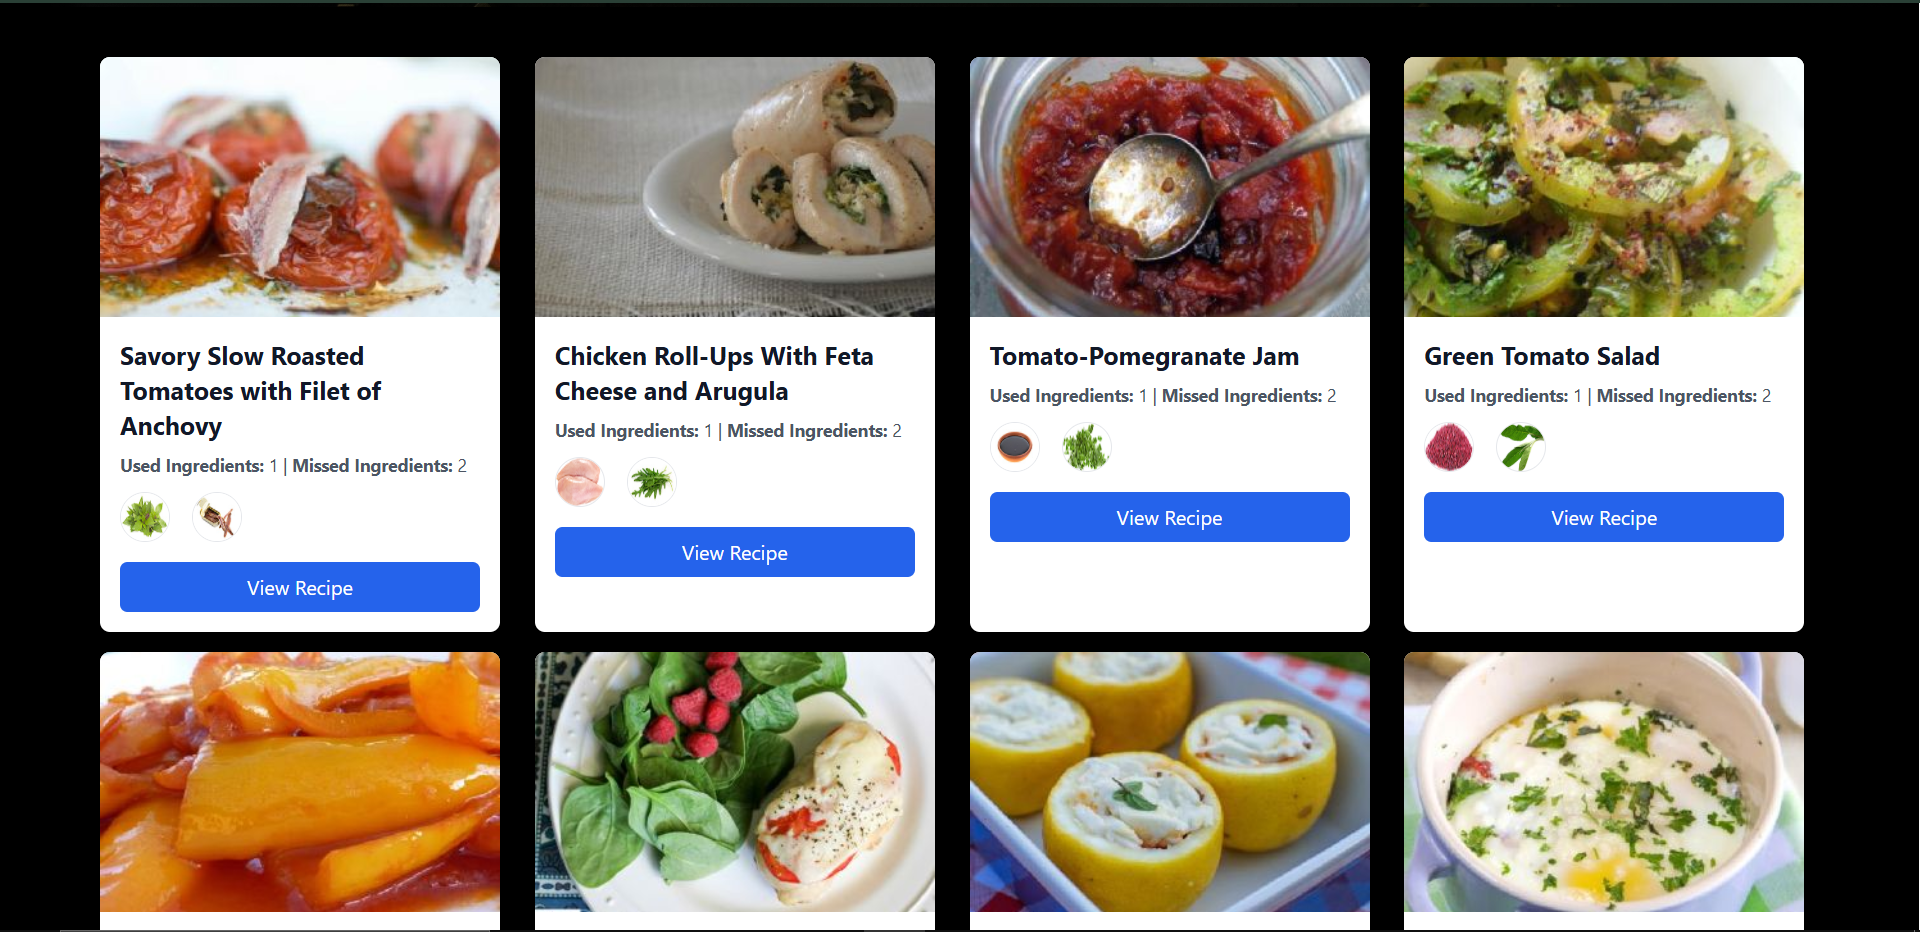 Savory Slow Roasted
Tomatoes with Filet of
Anchovy
Used Ingredients: 1 | Missed Ingredients: 2
View Recipe
Chicken Roll-Ups With Feta
Cheese and Arugula
Used Ingredients: 1 | Missed Ingredients: 2
View Recipe
Tomato-Pomegranate Jam
Used Ingredients: 1 | Missed Ingredients: 2
View Recipe
Green Tomato Salad
Used Ingredients: 1 | Missed Ingredients: 2
View Recipe